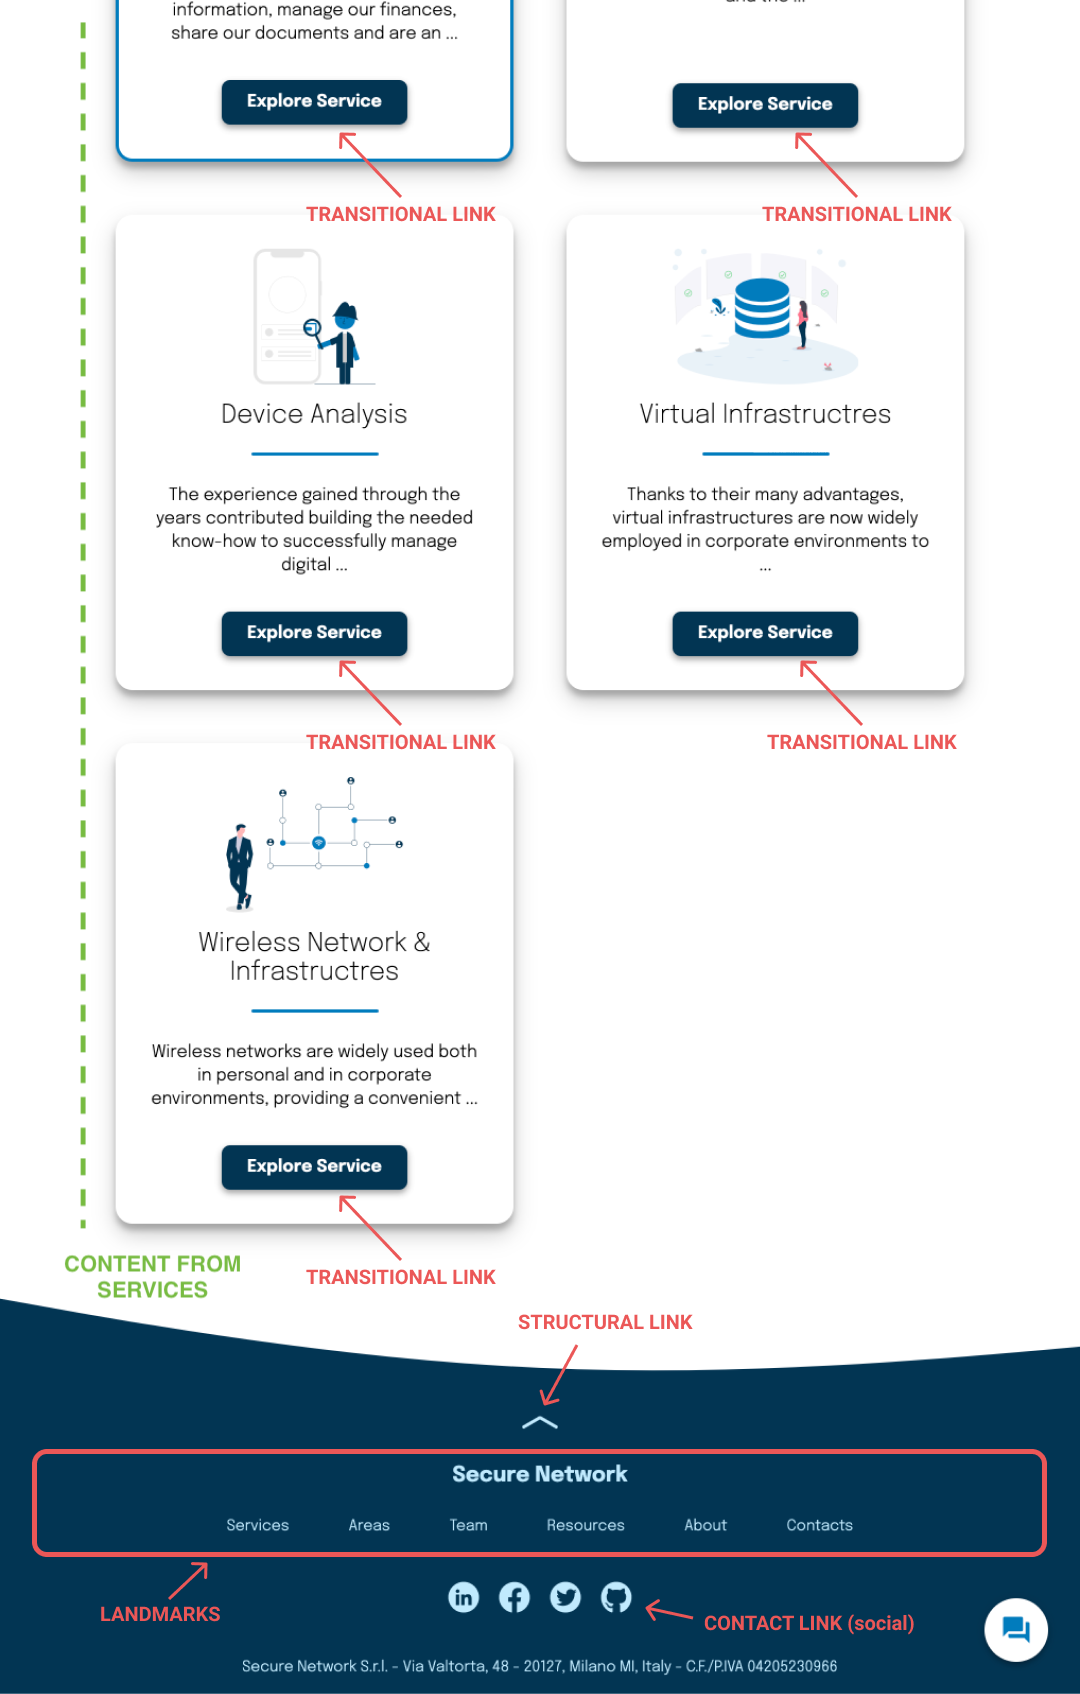 information, manage our finances,
share our documents and are an ...
and the ...
Explore Service
Explore Service
TRANSITIONAL LINK
TRANSITIONAL LINK
Device Analysis
The experience gained through the
years contributed building the needed
know-how to successfully manage
digital ...
Explore Service
TRANSITIONAL LINK
Virtual Infrastructres
Thanks to their many advantages,
virtual infrastructures are now widely
employed in corporate environments to
...
Explore Service
TRANSITIONAL LINK
Wireless Network &
Infrastructres
Wireless networks are widely used both
in personal and in corporate
environments, providing a convenient ...
Explore Service
TRANSITIONAL LINK
CONTENT FROM
SERVICES
STRUCTURAL LINK
Secure Network
Services Areas Team Resources About Contacts
LANDMARKS
in
CONTACT LINK (social)
Secure Network S.r.l. - Via Valtorta, 48 - 20127, Milano MI, Italy - C.F./P.IVA 04205230966